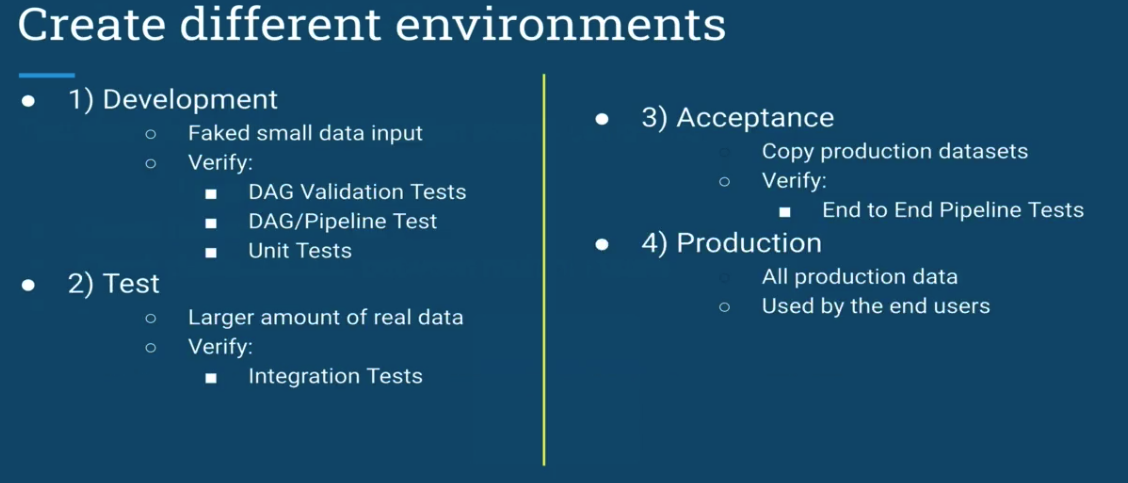 Create different environments
● 1) Development
○ Faked small data input
○ Verify:
■ DAG Validation Tests
■ DAG/Pipeline Test
■ Unit Tests
● 2) Test
○ Larger amount of real data
○ Verify:
■ Integration Tests
● 3) Acceptance
○ Copy production datasets
○ Verify:
■ End to End Pipeline Tests
● 4) Production
○ All production data
○ Used by the end users